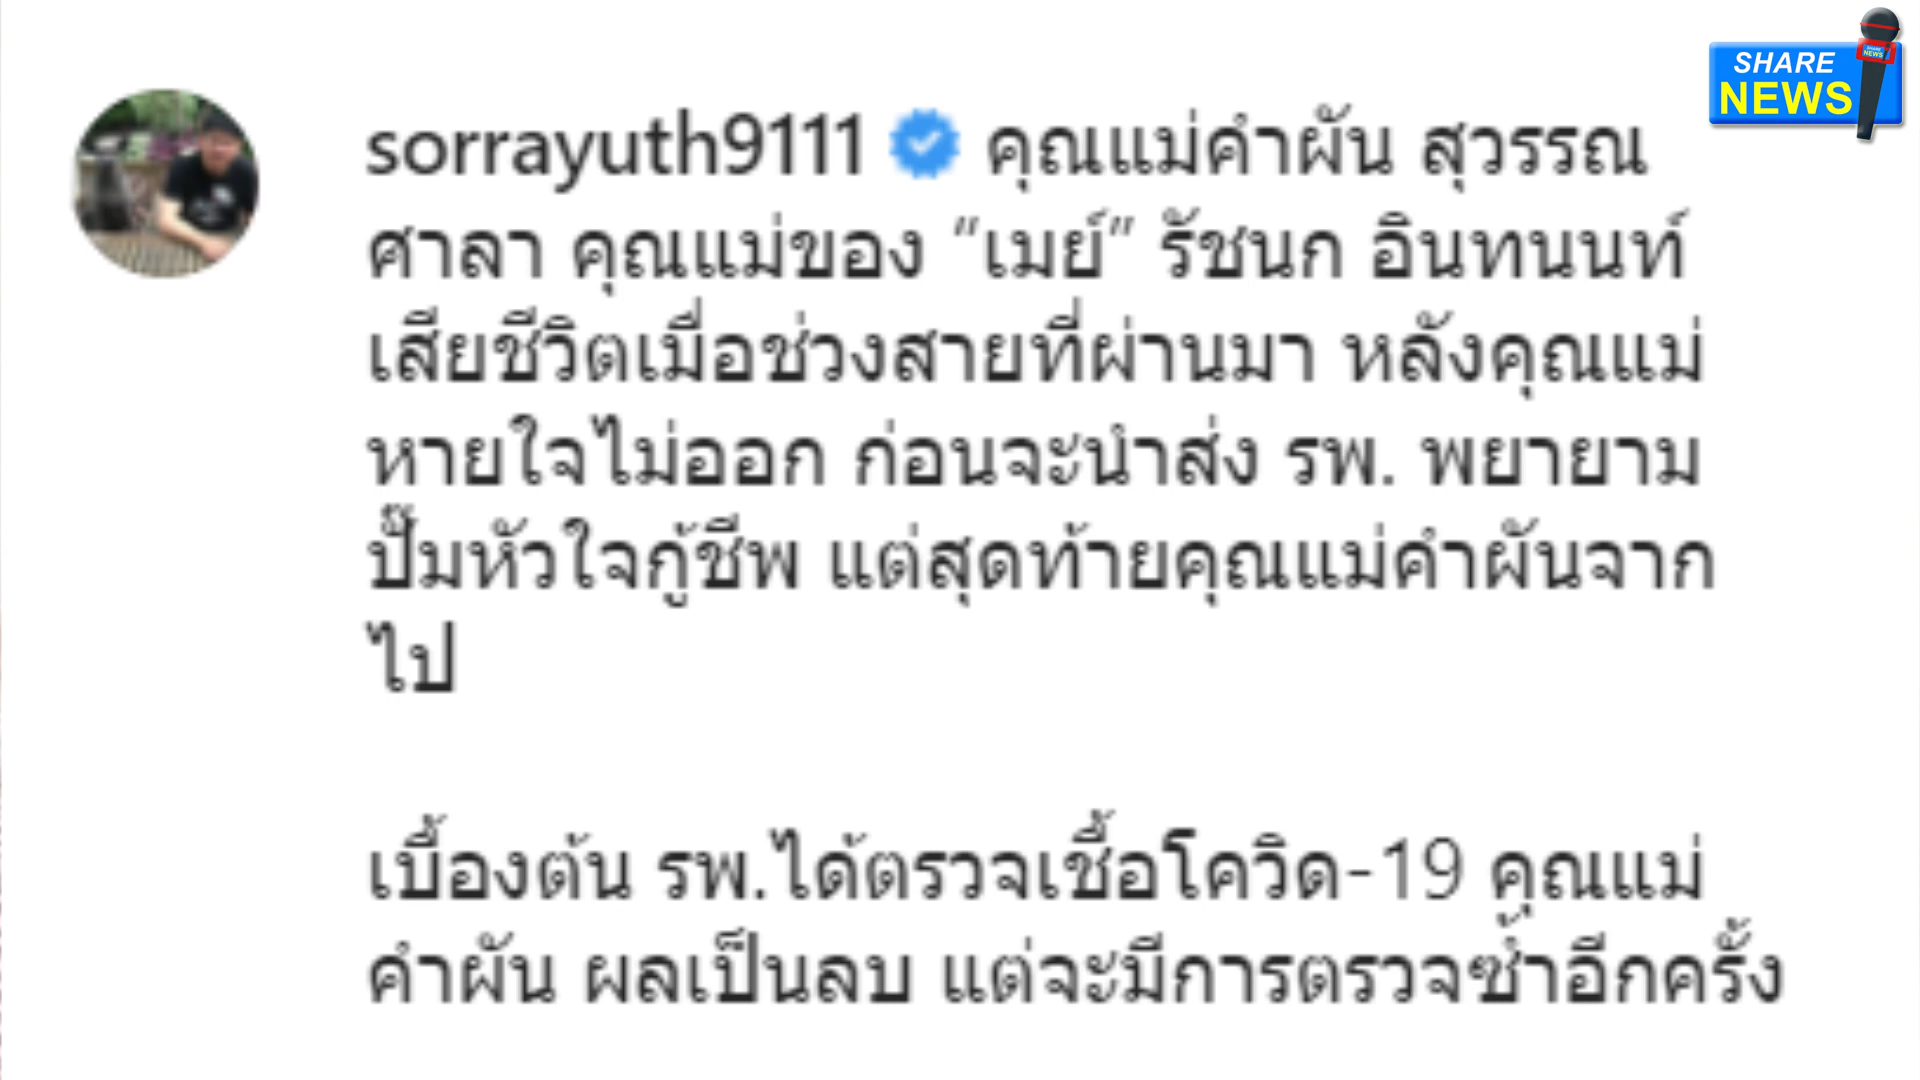 SHARE
NEWS
SHARE
NEWS
sorrayuth9111 คุณแม่คำผัน สุวรรณ
ศาลา คุณแม่ของ "เมย์" รัชนก อินทนนท์
เสียชีวิตเมื่อช่วงสายที่ผ่านมา หลังคุณแม่
หายใจไม่ออก ก่อนจะนำส่ง รพ. พยายาม
ปั๊มหัวใจกู้ชีพ แต่สุดท้ายคุณแม่คำผันจาก
ไป
เบื้องต้น รพ.ได้ตรวจเชื้อโควิด-19 คุณแม่
คำผัน ผลเป็นลบ แต่จะมีการตรวจซ้ำอีกครั้ง